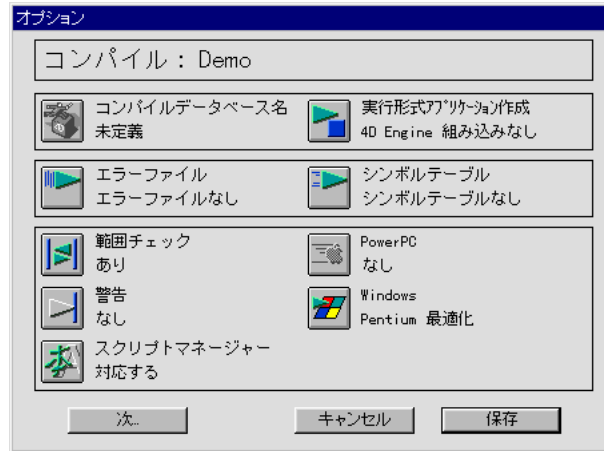 オプション
コンパイル：Demo
コンパイルデータベース名
未定義
実行形式ｱﾌﾟﾘｹｰｼｮﾝ作成
4D Engine 組み込みなし
エラーファイル
エラーファイルなし
シンボルテーブル
シンボルテーブルなし
範囲チェック
あり
PowerPC
なし
警告
なし
Windows
Pentium 最適化
スクリプトマネージャー
対応する
次...
キャンセル
保存